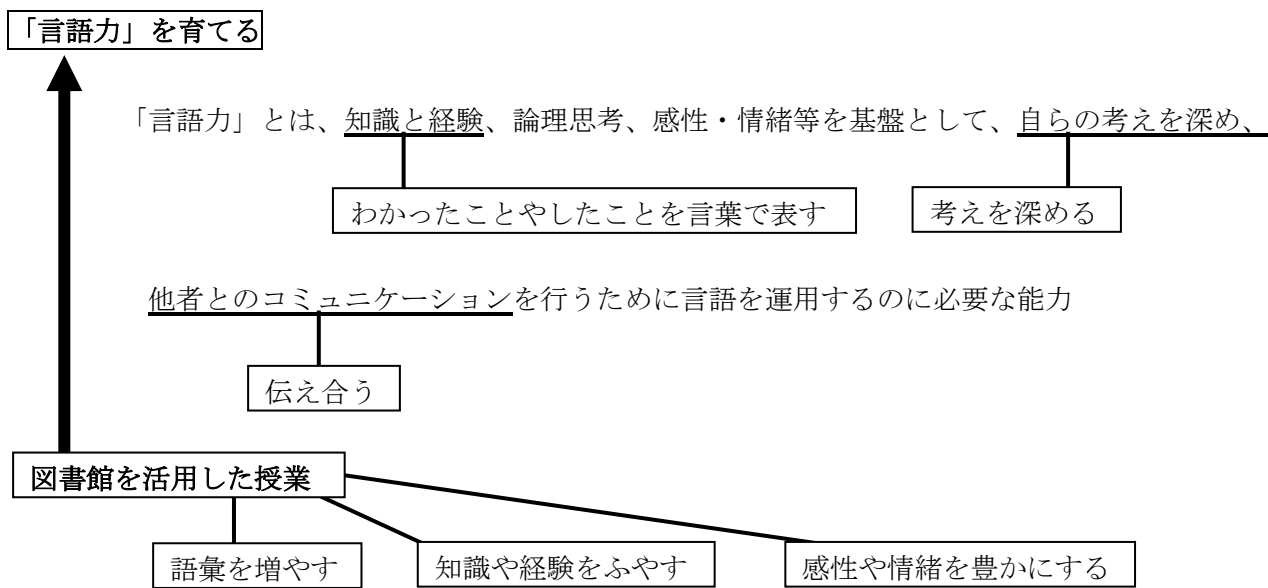 「言語力」を育てる
「言語力」とは、知識と経験、論理思考、感性・情緒等を基盤として、自らの考えを深め、
わかったことやしたことを言葉で表す
考えを深める
他者とのコミュニケーションを行うために言語を運用するのに必要な能力
伝え合う
図書館を活用した授業
語彙を増やす
知識や経験をふやす
感性や情緒を豊かにする